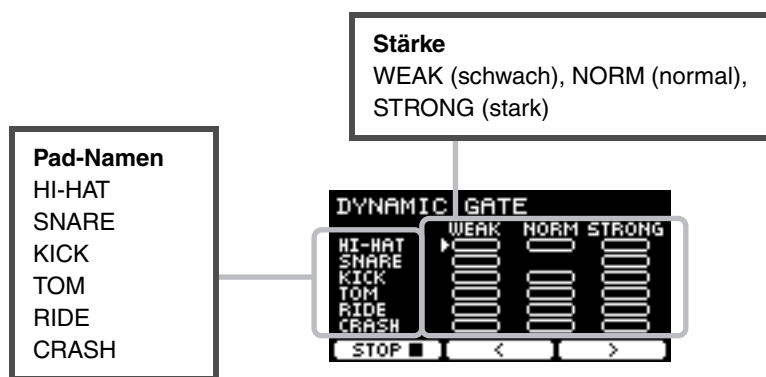 Stärke
WEAK (schwach), NORM (normal),
STRONG (stark)
Pad-Namen
HI-HAT
SNARE
KICK
TOM
RIDE
CRASH
DYNAMIC GATE
WEAK NORM STRONG
HI-HAT
SNARE
KICK
TOM
RIDE
CRASH
STOP ■ < >